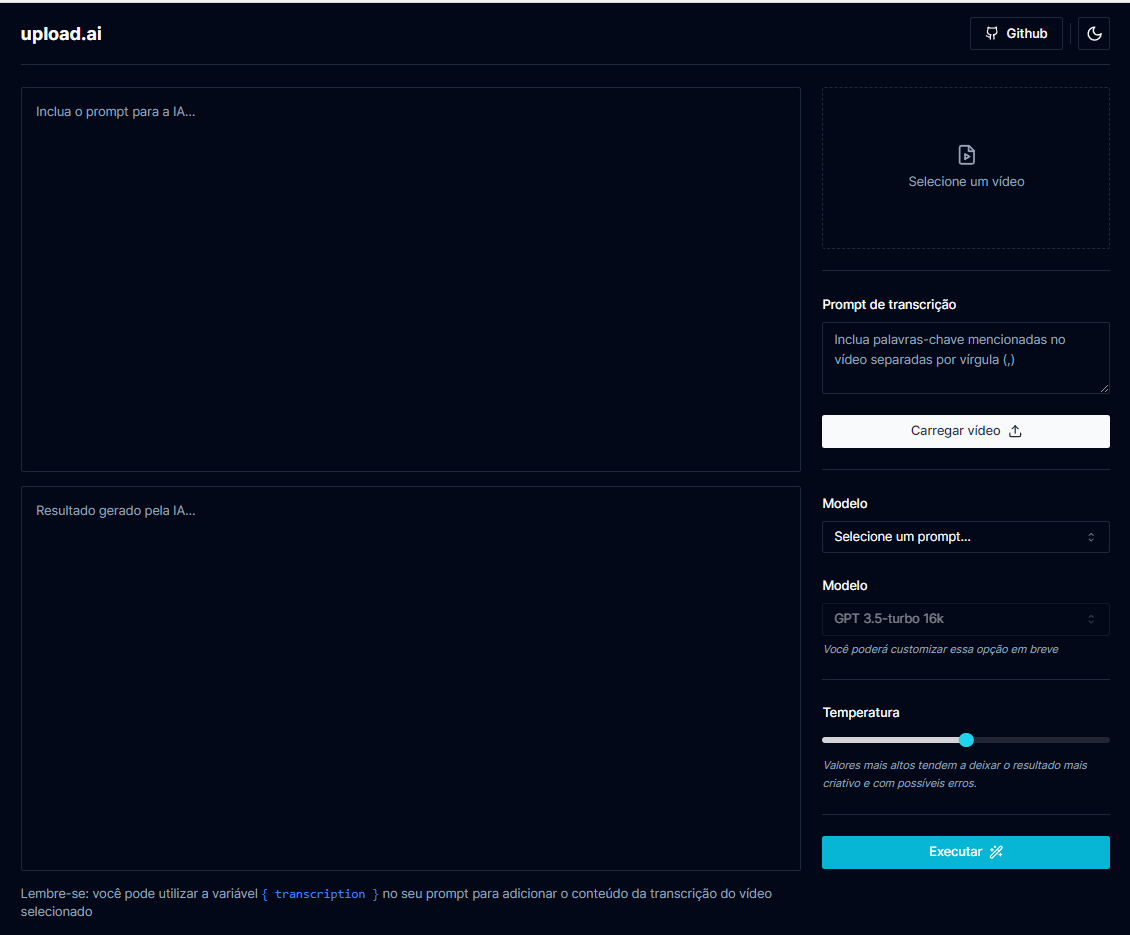 upload.ai
Github
Inclua o prompt para a IA...
Selecione um vídeo
Prompt de transcrição
Inclua palavras-chave mencionadas no
vídeo separadas por vírgula (,)
Carregar vídeo
Resultado gerado pela IA...
Modelo
Selecione um prompt...
Modelo
GPT 3.5-turbo 16k
Você poderá customizar essa opção em breve
Temperatura
Valores mais altos tendem a deixar o resultado mais
criativo e com possíveis erros.
Executar
Lembre-se: você pode utilizar a variável { transcription } no seu prompt para adicionar o conteúdo da transcrição do vídeo
selecionado